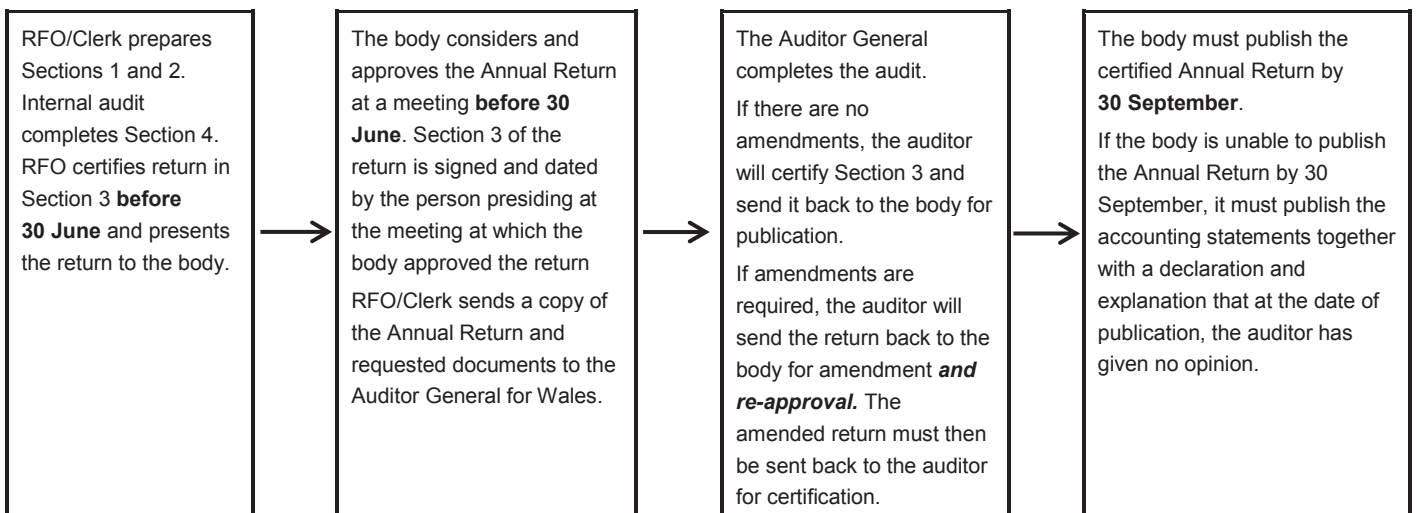 RFO/Clerk prepares
Sections 1 and 2.
Internal audit
completes Section 4.
RFO certifies return in
Section 3 before
30 June and presents
the return to the body.
The body considers and
approves the Annual Return
at a meeting before 30
June. Section 3 of the
return is signed and dated
by the person presiding at
the meeting at which the
body approved the return
RFO/Clerk sends a copy of
the Annual Return and
requested documents to the
Auditor General for Wales.
The Auditor General
completes the audit.
If there are no
amendments, the auditor
will certify Section 3 and
send it back to the body for
publication.
If amendments are
required, the auditor will
send the return back to the
body for amendment and
re-approval. The
amended return must then
be sent back to the auditor
for certification.
The body must publish the
certified Annual Return by
30 September.
If the body is unable to publish
the Annual Return by 30
September, it must publish the
accounting statements together
with a declaration and
explanation that at the date of
publication, the auditor has
given no opinion.